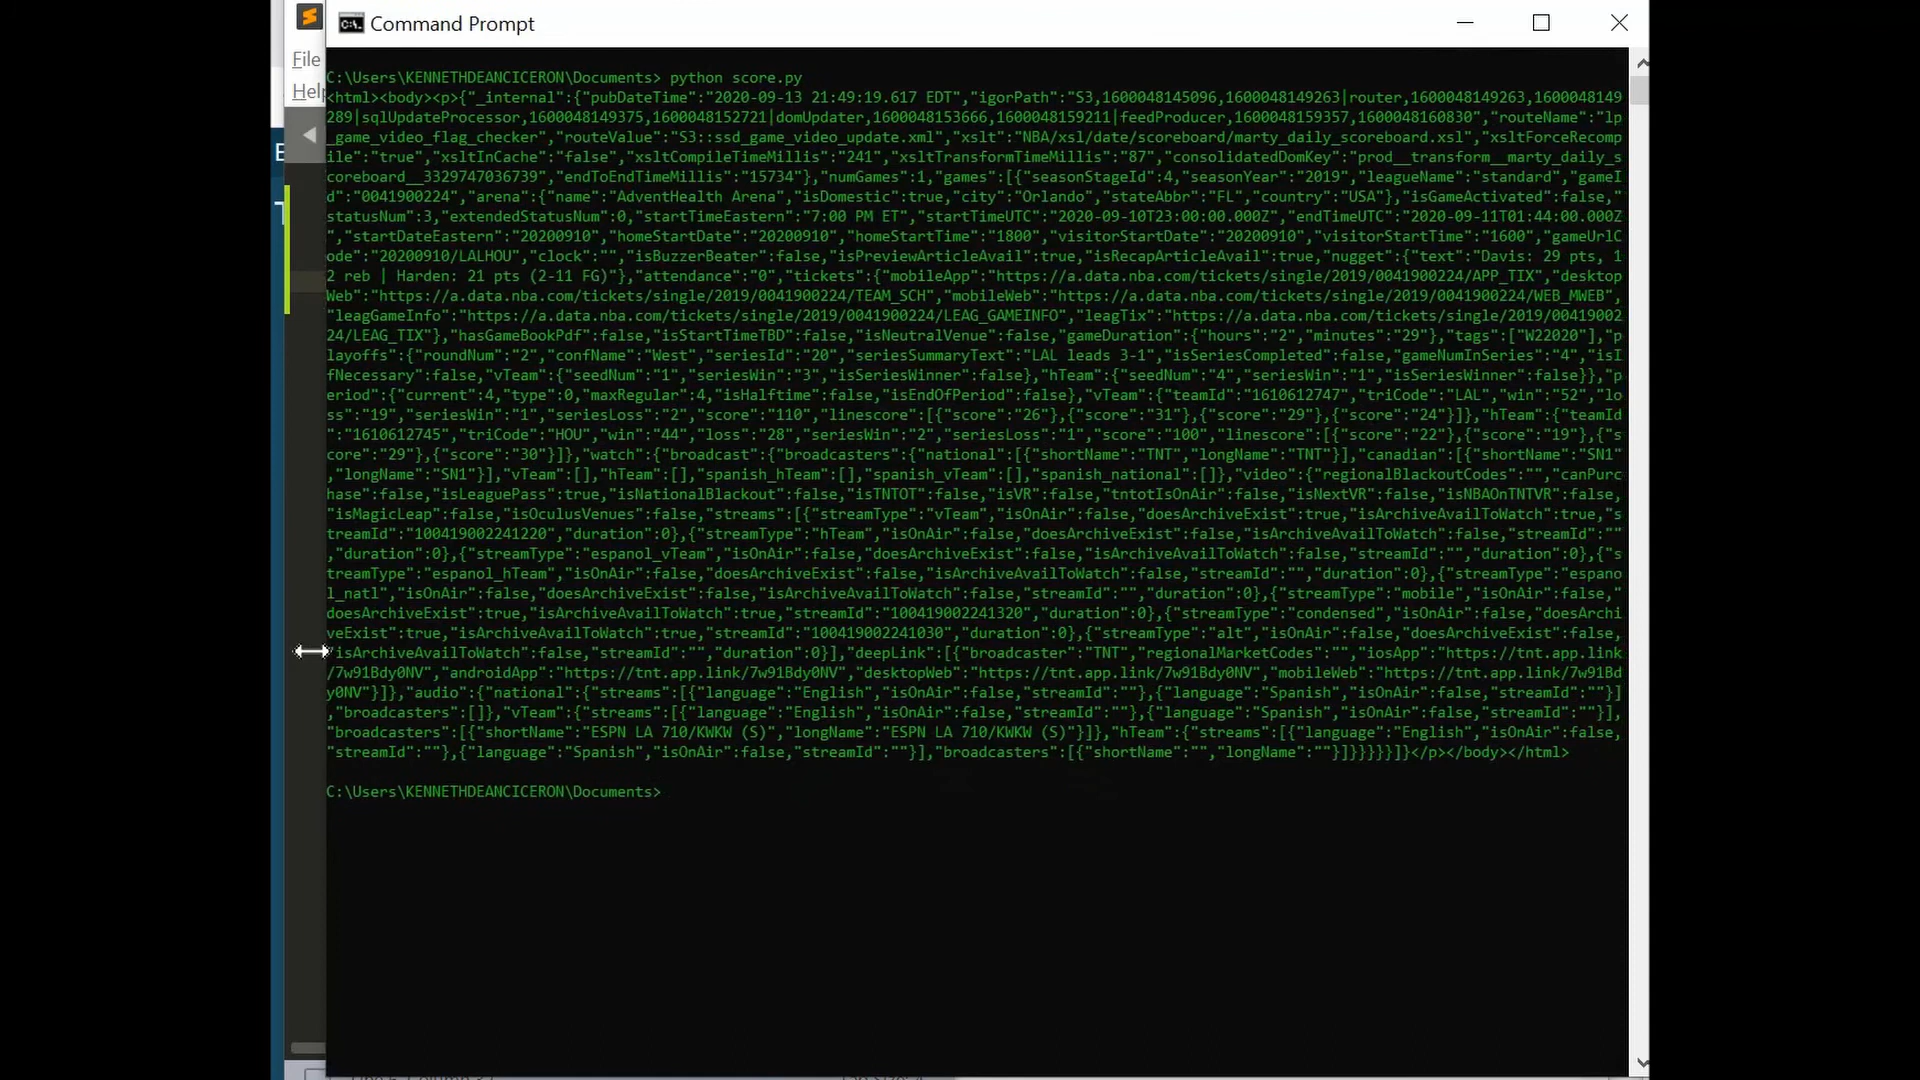 Command Prompt
File
Help
C:\Users\KENNETHDEANCICERON\Documents> python score.py
<html><body><p>{"_internal":{"pubDateTime":"2020-09-13 21:49:19.617 EDT","igorPath":"S3,1600048145096,1600048149263|router,1600048149263,1600048149
289|sqlUpdateProcessor,1600048149375,1600048152721|domUpdater,1600048153666,1600048159211|feedProducer,1600048159357,1600048160830","routeName":"lp
_game_video_flag_checker","routeValue":"S3::ssd_game_video_update.xml","xslt":"NBA/xsl/date/scoreboard/marty_daily_scoreboard.xsl","xsltForceRecomp
ile":"true","xsltInCache":"false","xsltCompileTimeMillis":"241","xsltTransformTimeMillis":"87","consolidatedDomKey":"prod__transform__marty_daily_s
coreboard__3329747036739","endToEndTimeMillis":"15734"},"numGames":1,"games":[{"seasonStageId":4,"seasonYear":"2019","leagueName":"standard","gameI
d":"0041900224","arena":{"name":"AdventHealth Arena","isDomestic":true,"city":"Orlando","stateAbbr":"FL","country":"USA"},"isGameActivated":false,"
statusNum":3,"extendedStatusNum":0,"startTimeEastern":"7:00 PM ET","startTimeUTC":"2020-09-10T23:00:00.000Z","endTimeUTC":"2020-09-11T01:44:00.000Z
","startDateEastern":"20200910","homeStartDate":"20200910","homeStartTime":"1800","visitorStartDate":"20200910","visitorStartTime":"1600","gameUrlC
ode":"20200910/LALHOU","clock":"","isBuzzerBeater":false,"isPreviewArticleAvail":true,"isRecapArticleAvail":true,"nugget":{"text":"Davis: 29 pts, 1
2 reb | Harden: 21 pts (2-11 FG)"},"attendance":"0","tickets":{"mobileApp":"https://a.data.nba.com/tickets/single/2019/0041900224/APP_TIX","desktop
Web":"https://a.data.nba.com/tickets/single/2019/0041900224/TEAM_SCH","mobileWeb":"https://a.data.nba.com/tickets/single/2019/0041900224/WEB_MWEB",
"leagGameInfo":"https://a.data.nba.com/tickets/single/2019/0041900224/LEAG_GAMEINFO","leagTix":"https://a.data.nba.com/tickets/single/2019/00419002
24/LEAG_TIX"},"hasGameBookPdf":false,"isStartTimeTBD":false,"isNeutralVenue":false,"gameDuration":{"hours":"2","minutes":"29"},"tags":["W22020"],"p
layoffs":{"roundNum":"2","confName":"West","seriesId":"20","seriesSummaryText":"LAL leads 3-1","isSeriesCompleted":false,"gameNumInSeries":"4","isI
fNecessary":false,"vTeam":{"seedNum":"1","seriesWin":"3","isSeriesWinner":false},"hTeam":{"seedNum":"4","seriesWin":"1","isSeriesWinner":false}},"p
eriod":{"current":4,"type":0,"maxRegular":4,"isHalftime":false,"isEndOfPeriod":false},"vTeam":{"teamId":"1610612747","triCode":"LAL","win":"52","lo
ss":"19","seriesWin":"1","seriesLoss":"2","score":"110","linescore":[{"score":"26"},{"score":"31"},{"score":"29"},{"score":"24"}]},"hTeam":{"teamId
":"1610612745","triCode":"HOU","win":"44","loss":"28","seriesWin":"2","seriesLoss":"1","score":"100","linescore":[{"score":"22"},{"score":"19"},{"s
core":"29"},{"score":"30"}]},"watch":{"broadcast":{"broadcasters":{"national":[{"shortName":"TNT","longName":"TNT"}],"canadian":[{"shortName":"SN1"
,"longName":"SN1"}],"vTeam":[],"hTeam":[],"spanish_hTeam":[],"spanish_vTeam":[],"spanish_national":[]},"video":{"regionalBlackoutCodes":"","canPurc
hase":false,"isLeaguePass":true,"isNationalBlackout":false,"isTNTOT":false,"isVR":false,"tntotIsOnAir":false,"isNextVR":false,"isNBAOnTNTVR":false,
"isMagicLeap":false,"isOculusVenues":false,"streams":[{"streamType":"vTeam","isOnAir":false,"doesArchiveExist":true,"isArchiveAvailToWatch":true,"s
treamId":"100419002241220","duration":0},{"streamType":"hTeam","isOnAir":false,"doesArchiveExist":false,"isArchiveAvailToWatch":false,"streamId":""
,"duration":0},{"streamType":"espanol_vTeam","isOnAir":false,"doesArchiveExist":false,"isArchiveAvailToWatch":false,"streamId":"","duration":0},{"s
treamType":"espanol_hTeam","isOnAir":false,"doesArchiveExist":false,"isArchiveAvailToWatch":false,"streamId":"","duration":0},{"streamType":"espano
l_natl","isOnAir":false,"doesArchiveExist":false,"isArchiveAvailToWatch":false,"streamId":"","duration":0},{"streamType":"mobile","isOnAir":false,"
doesArchiveExist":true,"isArchiveAvailToWatch":true,"streamId":"100419002241320","duration":0},{"streamType":"condensed","isOnAir":false,"doesArchi
veExist":true,"isArchiveAvailToWatch":true,"streamId":"100419002241030","duration":0},{"streamType":"alt","isOnAir":false,"doesArchiveExist":false,
"isArchiveAvailToWatch":false,"streamId":"","duration":0}],"deepLink":[{"broadcaster":"TNT","regionalMarketCodes":"","iosApp":"https://tnt.app.link
/7w91Bdy0NV","androidApp":"https://tnt.app.link/7w91Bdy0NV","desktopWeb":"https://tnt.app.link/7w91Bdy0NV","mobileWeb":"https://tnt.app.link/7w91Bd
y0NV"}]},"audio":{"national":{"streams":[{"language":"English","isOnAir":false,"streamId":""},{"language":"Spanish","isOnAir":false,"streamId":""}]
,"broadcasters":[]},"vTeam":{"streams":[{"language":"English","isOnAir":false,"streamId":""},{"language":"Spanish","isOnAir":false,"streamId":""}],
"broadcasters":[{"shortName":"ESPN LA 710/KWKW (S)","longName":"ESPN LA 710/KWKW (S)"}]},"hTeam":{"streams":[{"language":"English","isOnAir":false,
"streamId":""},{"language":"Spanish","isOnAir":false,"streamId":""}],"broadcasters":[{"shortName":"","longName":""}]}}}}}]}</p></body></html>
C:\Users\KENNETHDEANCICERON\Documents>